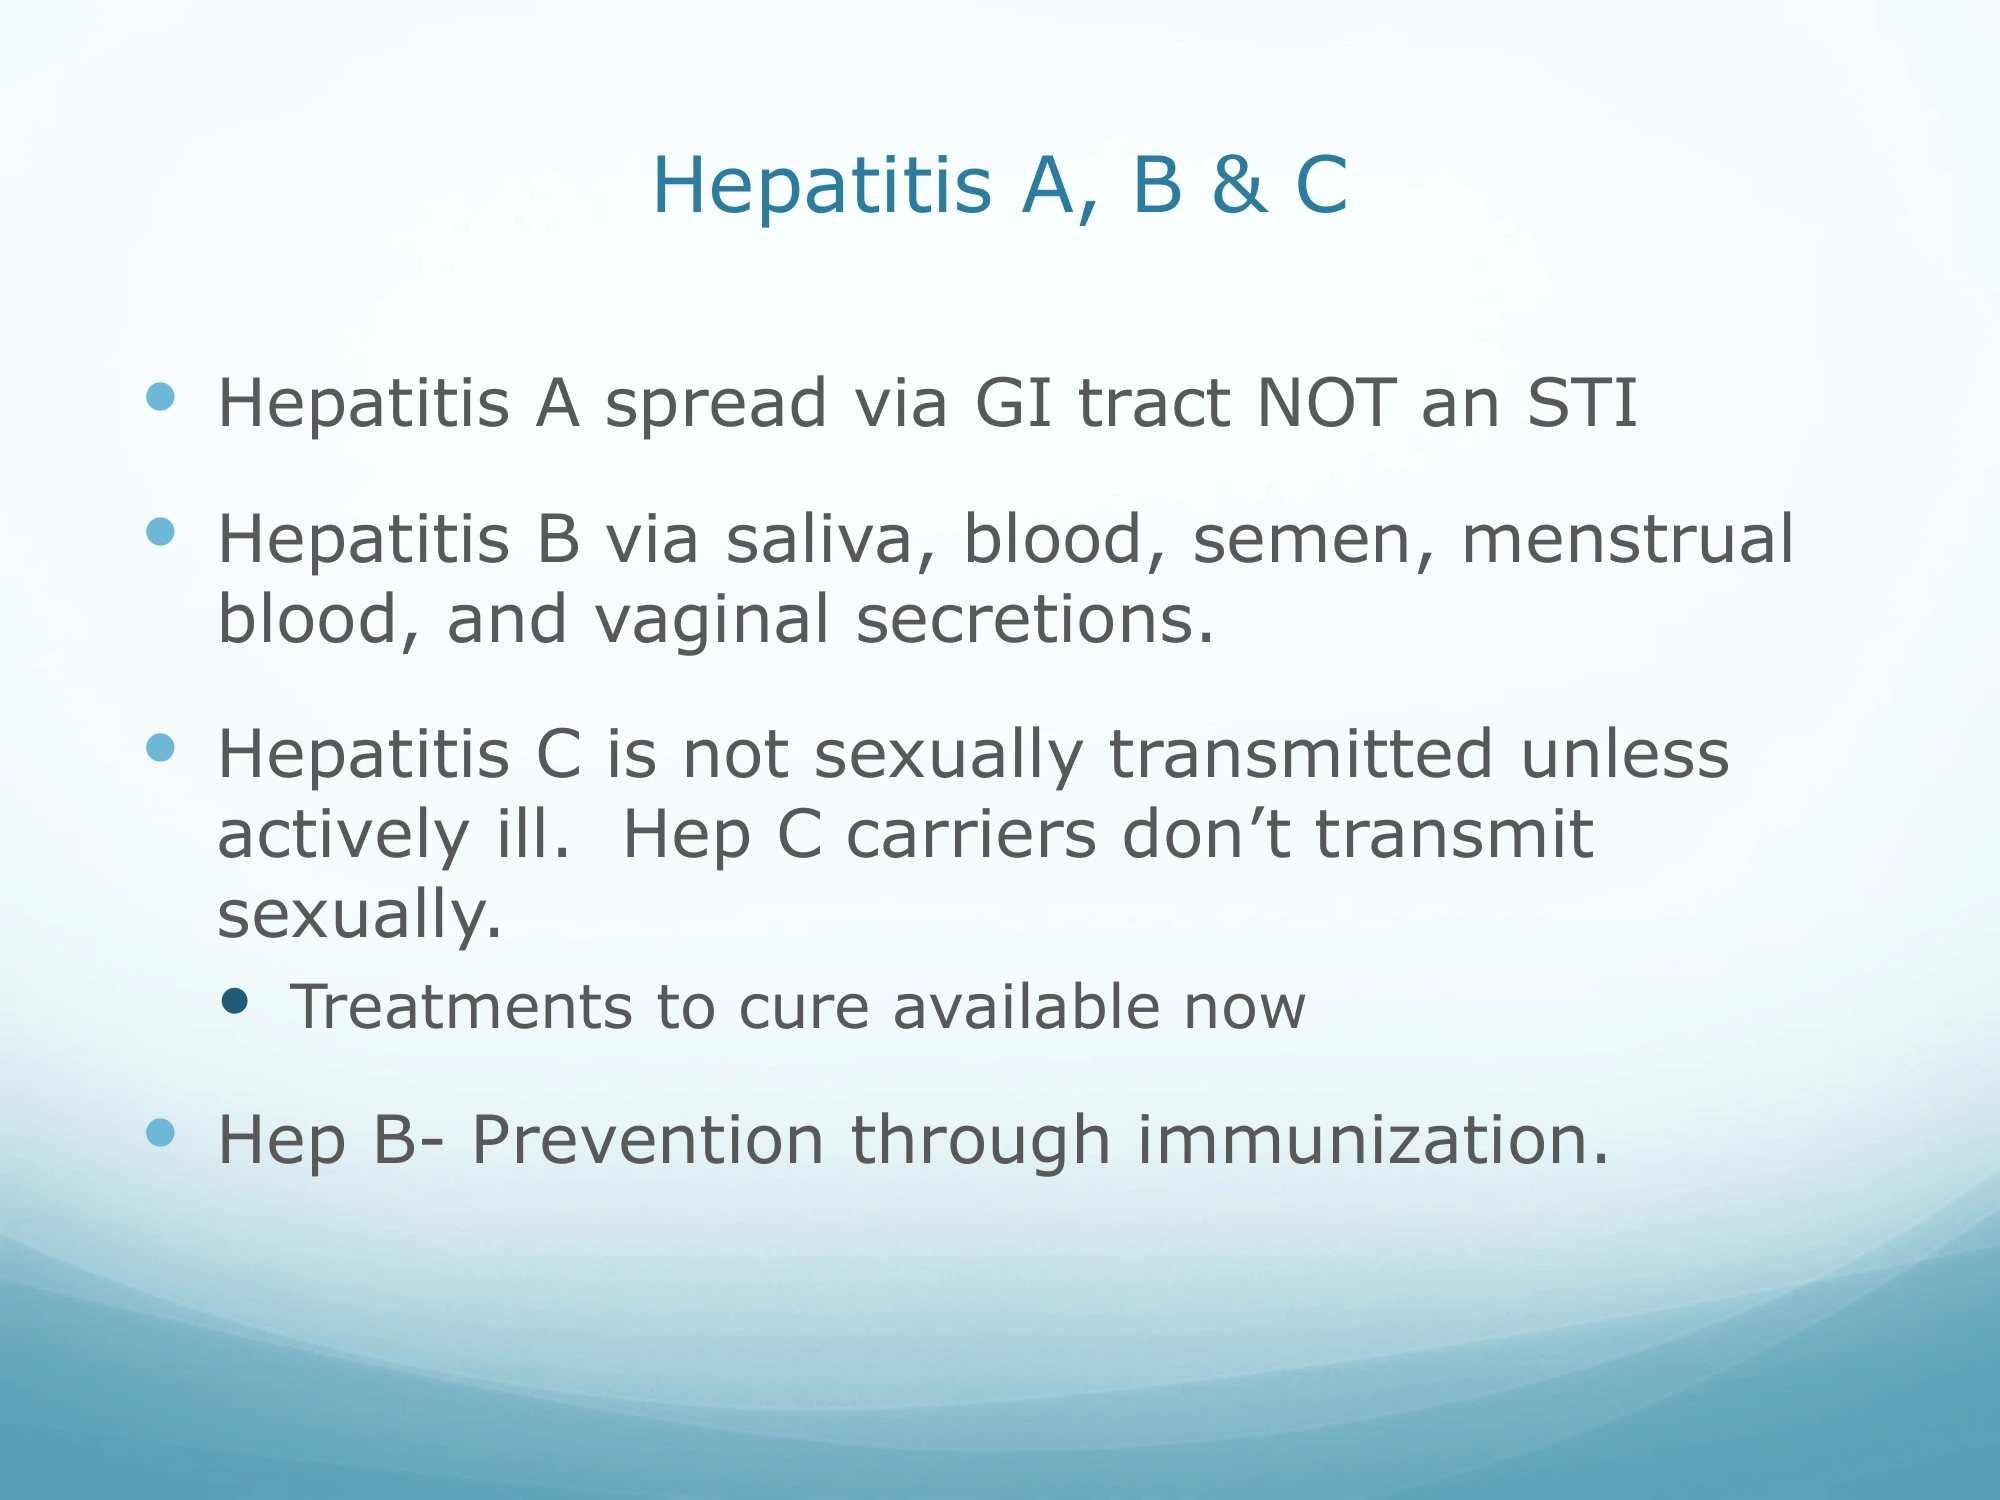 Hepatitis A, B & C
• Hepatitis A spread via GI tract NOT an STI
• Hepatitis B via saliva, blood, semen, menstrual
blood, and vaginal secretions.
• Hepatitis C is not sexually transmitted unless
actively ill.  Hep C carriers don’t transmit
sexually.
• Treatments to cure available now
• Hep B- Prevention through immunization.